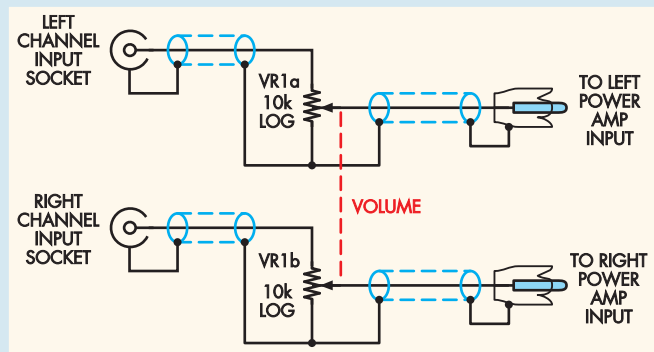 LEFT
CHANNEL
INPUT
SOCKET
VR1a
10k
LOG
TO LEFT
POWER
AMP
INPUT
VOLUME
RIGHT
CHANNEL
INPUT
SOCKET
VR1b
10k
LOG
TO RIGHT
POWER
AMP
INPUT